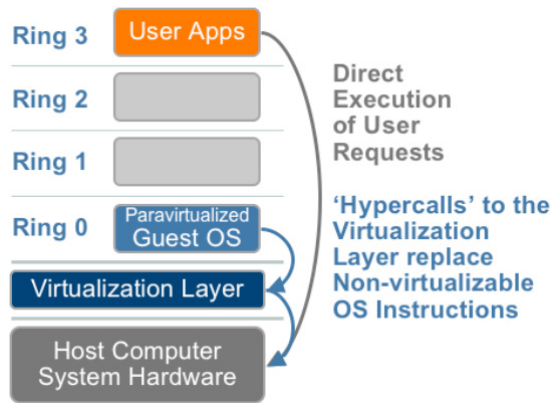 Ring 3
User Apps
Ring 2
Ring 1
Ring 0
Paravirtualized
Guest OS
Virtualization Layer
Host Computer
System Hardware
Direct
Execution
of User
Requests
‘Hypercalls’ to the
Virtualization
Layer replace
Non-virtualizable
OS Instructions